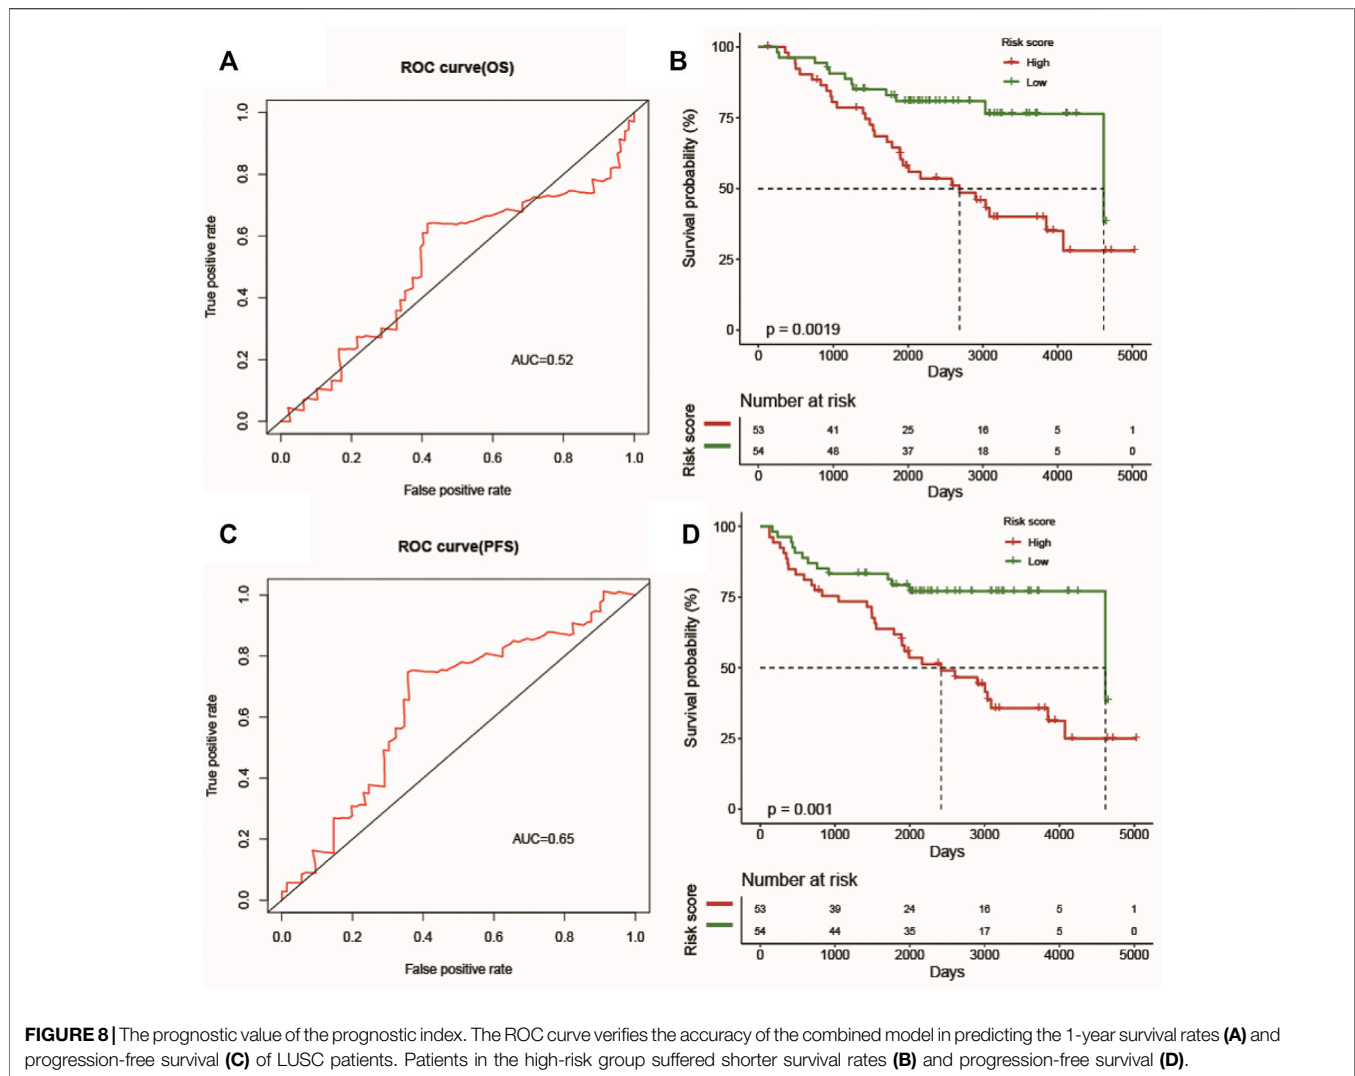 A
ROC curve(OS)
1.0
0.8
0.6
0.4
0.2
0.0
True positive rate
AUC=0.52
0.0 0.2 0.4 0.6 0.8 1.0
False positive rate
B
Risk score
High
Low
100
75
50
25
0
Survival probability (%)
p = 0.0019
0 1000 2000 3000 4000 5000
Days
Number at risk
Risk score
53 41 25 16 5 1
54 48 37 18 5 0
0 1000 2000 3000 4000 5000
Days
C
ROC curve(PFS)
1.0
0.8
0.6
0.4
0.2
0.0
True positive rate
AUC=0.65
0.0 0.2 0.4 0.6 0.8 1.0
False positive rate
D
Risk score
High
Low
100
75
50
25
0
Survival probability (%)
p = 0.001
0 1000 2000 3000 4000 5000
Days
Number at risk
Risk score
53 39 24 16 5 1
54 44 35 17 5 0
0 1000 2000 3000 4000 5000
Days
FIGURE 8 | The prognostic value of the prognostic index. The ROC curve verifies the accuracy of the combined model in predicting the 1-year survival rates (A) and
progression-free survival (C) of LUSC patients. Patients in the high-risk group suffered shorter survival rates (B) and progression-free survival (D).